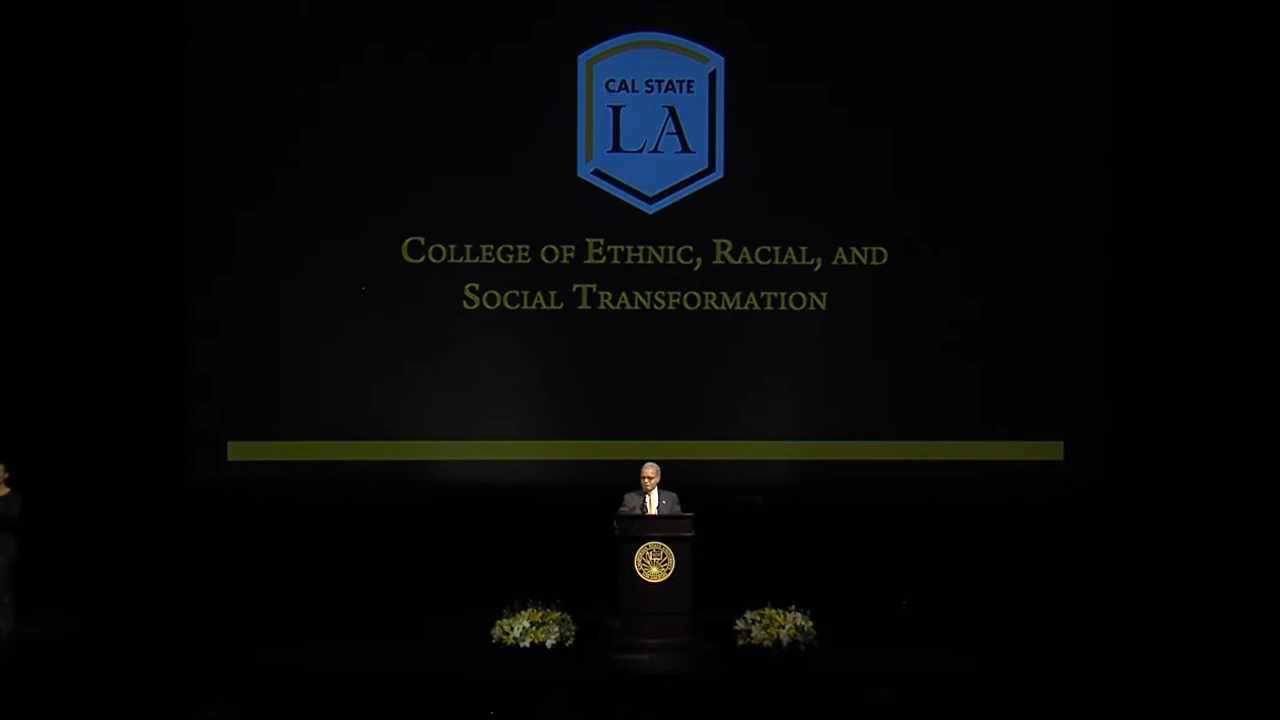 CAL STATE
LA
COLLEGE OF ETHNIC, RACIAL, AND
SOCIAL TRANSFORMATION